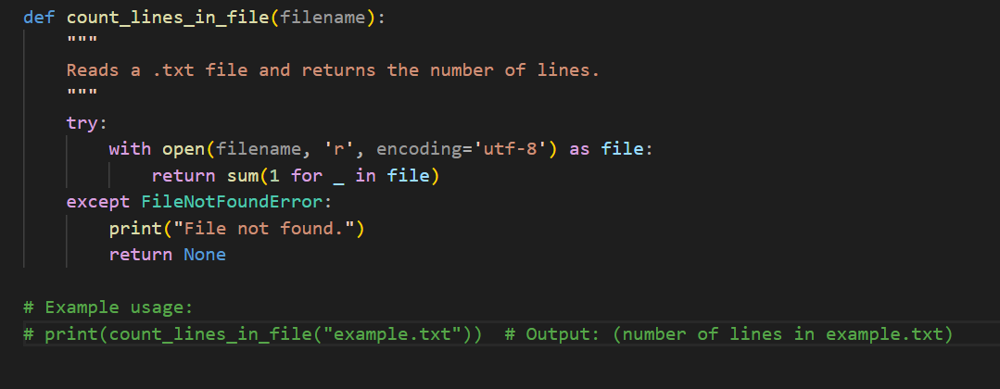 def count_lines_in_file(filename):
    """
    Reads a .txt file and returns the number of lines.
    """
    try:
        with open(filename, 'r', encoding='utf-8') as file:
            return sum(1 for _ in file)
    except FileNotFoundError:
        print("File not found.")
        return None

# Example usage:
# print(count_lines_in_file("example.txt"))  # Output: (number of lines in example.txt)